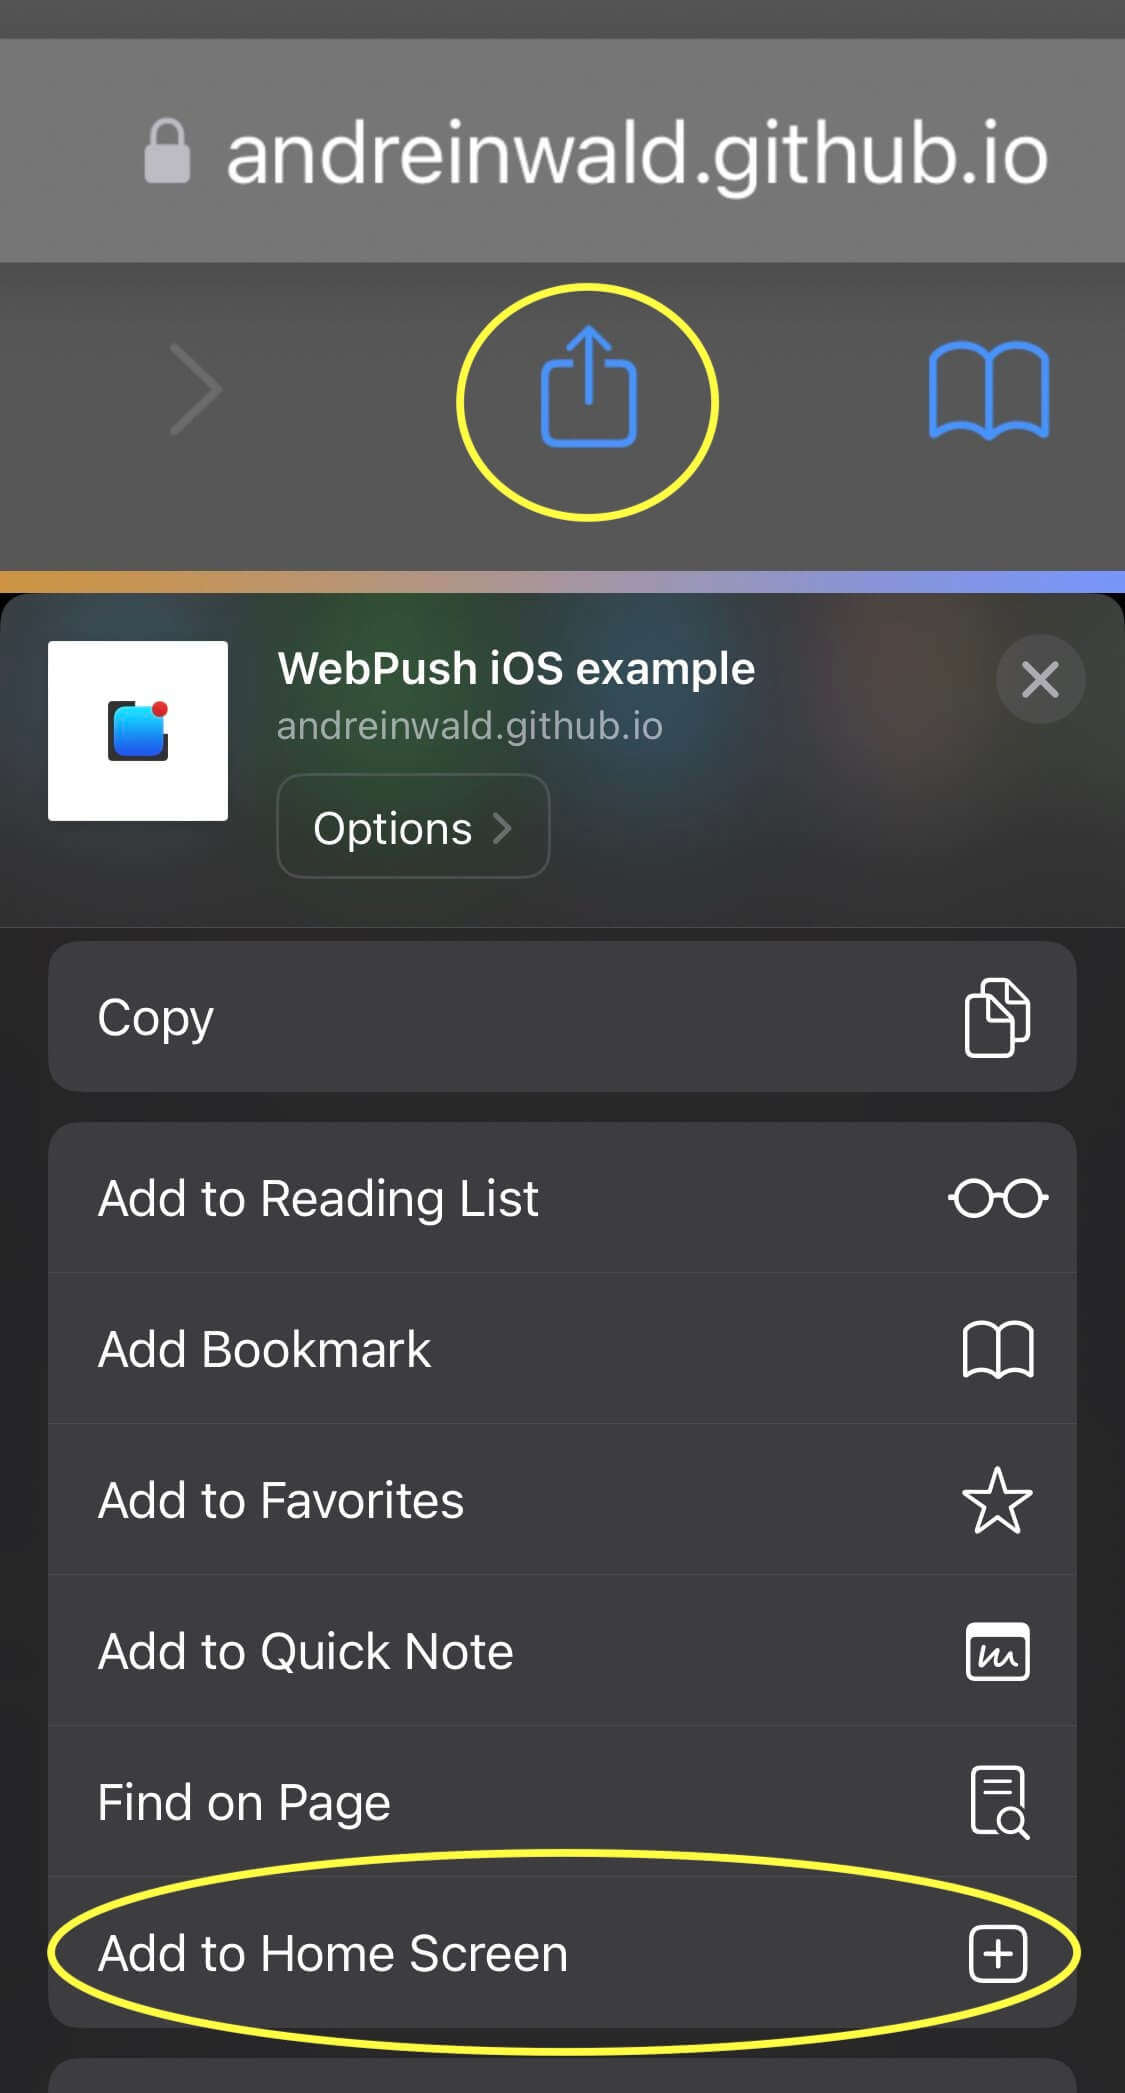 andreinwald.github.io
WebPush iOS example
andreinwald.github.io
Options
Copy
Add to Reading List
Add Bookmark
Add to Favorites
Add to Quick Note
Find on Page
Add to Home Screen